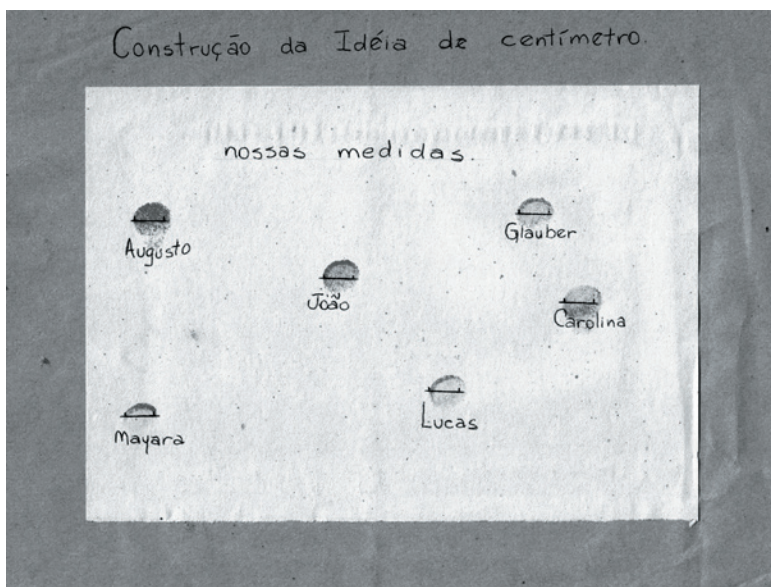 Construção da Idéia de centímetro.
nossas medidas.
Augusto
Glauber
João
Carolina
Mayara
Lucas